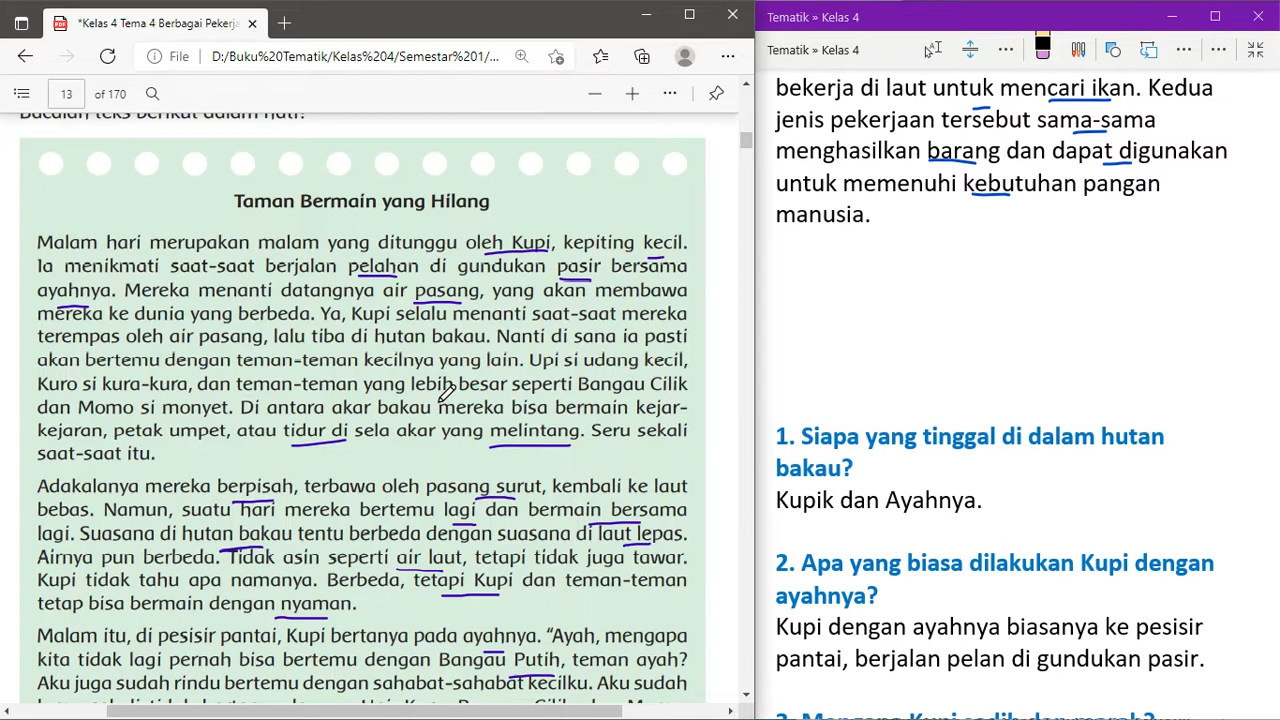 *Kelas 4 Tema 4 Berbagai Pekerja
File D:/Buku%20Tematik/Kelas%204/Semestar%201/...
13 of 170
Bacalah teks berikut dalam hati!
Taman Bermain yang Hilang
Malam hari merupakan malam yang ditunggu oleh Kupi, kepiting kecil.
Ia menikmati saat-saat berjalan pelahan di gundukan pasir bersama
ayahnya. Mereka menanti datangnya air pasang, yang akan membawa
mereka ke dunia yang berbeda. Ya, Kupi selalu menanti saat-saat mereka
terempas oleh air pasang, lalu tiba di hutan bakau. Nanti di sana ia pasti
akan bertemu dengan teman-teman kecilnya yang lain. Upi si udang kecil,
Kuro si kura-kura, dan teman-teman yang lebih besar seperti Bangau Cilik
dan Momo si monyet. Di antara akar bakau mereka bisa bermain kejar-
kejaran, petak umpet, atau tidur di sela akar yang melintang. Seru sekali
saat-saat itu.
Adakalanya mereka berpisah, terbawa oleh pasang surut, kembali ke laut
bebas. Namun, suatu hari mereka bertemu lagi dan bermain bersama
lagi. Suasana di hutan bakau tentu berbeda dengan suasana di laut lepas.
Airnya pun berbeda. Tidak asin seperti air laut, tetapi tidak juga tawar.
Kupi tidak tahu apa namanya. Berbeda, tetapi Kupi dan teman-teman
tetap bisa bermain dengan nyaman.
Malam itu, di pesisir pantai, Kupi bertanya pada ayahnya. “Ayah, mengapa
kita tidak lagi pernah bisa bertemu dengan Bangau Putih, teman ayah?
Aku juga sudah rindu bertemu dengan sahabat-sahabat kecilku. Aku sudah
Tematik » Kelas 4
Tematik » Kelas 4
bekerja di laut untuk mencari ikan. Kedua
jenis pekerjaan tersebut sama-sama
menghasilkan barang dan dapat digunakan
untuk memenuhi kebutuhan pangan
manusia.
1. Siapa yang tinggal di dalam hutan
bakau?
Kupik dan Ayahnya.
2. Apa yang biasa dilakukan Kupi dengan
ayahnya?
Kupi dengan ayahnya biasanya ke pesisir
pantai, berjalan pelan di gundukan pasir.
3. Mengapa Kupi sedih dan marah?